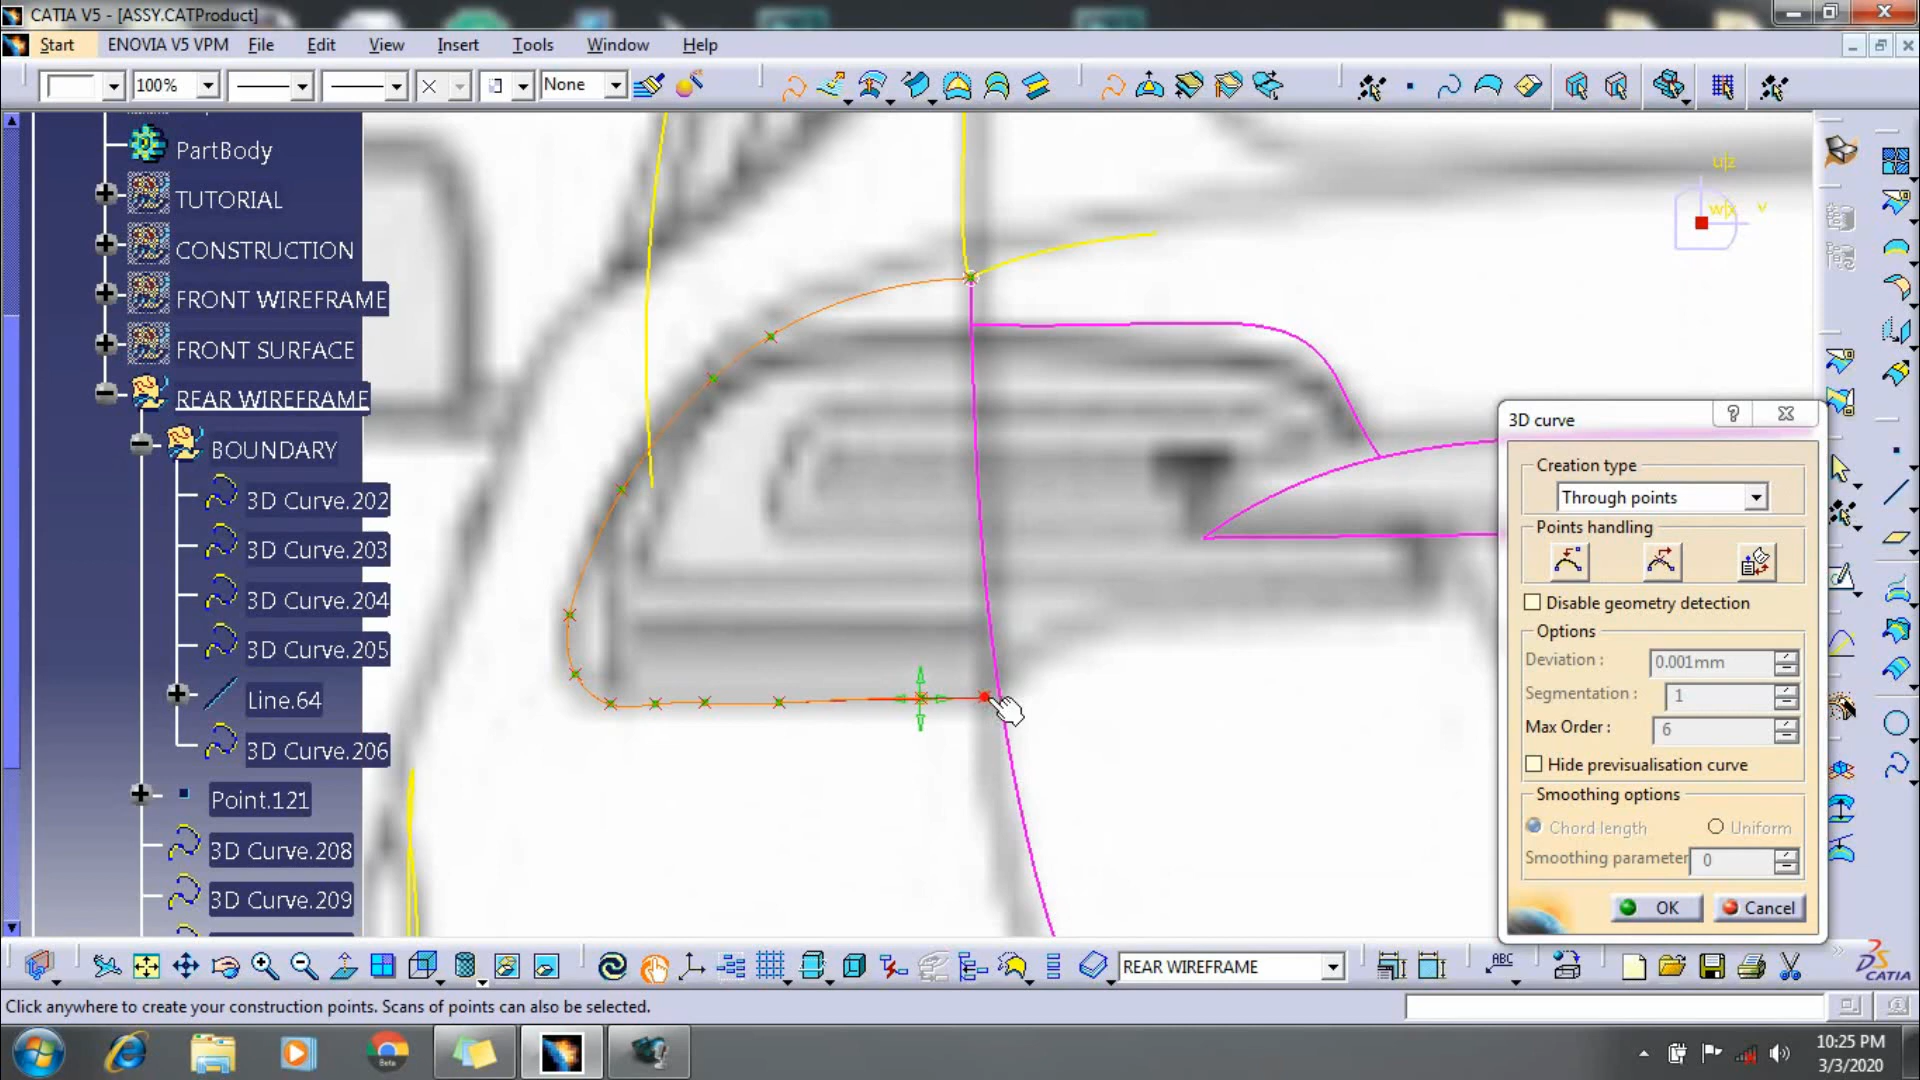 CATIA V5 - [ASSY.CATProduct]
Start ENOVIA V5 VPM File Edit View Insert Tools Window Help
100% None
PartBody
TUTORIAL
CONSTRUCTION
FRONT WIREFRAME
FRONT SURFACE
REAR WIREFRAME
BOUNDARY
3D Curve.202
3D Curve.203
3D Curve.204
3D Curve.205
Line.64
3D Curve.206
Point.121
3D Curve.208
3D Curve.209
u|z
w|x v
3D curve
Creation type
Through points
Points handling
Disable geometry detection
Options
Deviation : 0.001mm
Segmentation : 1
Max Order : 6
Hide previsualisation curve
Smoothing options
Chord length Uniform
Smoothing parameter 0
OK Cancel
REAR WIREFRAME
ABC
DS CATIA
Click anywhere to create your construction points. Scans of points can also be selected.
Beta
10:25 PM
3/3/2020